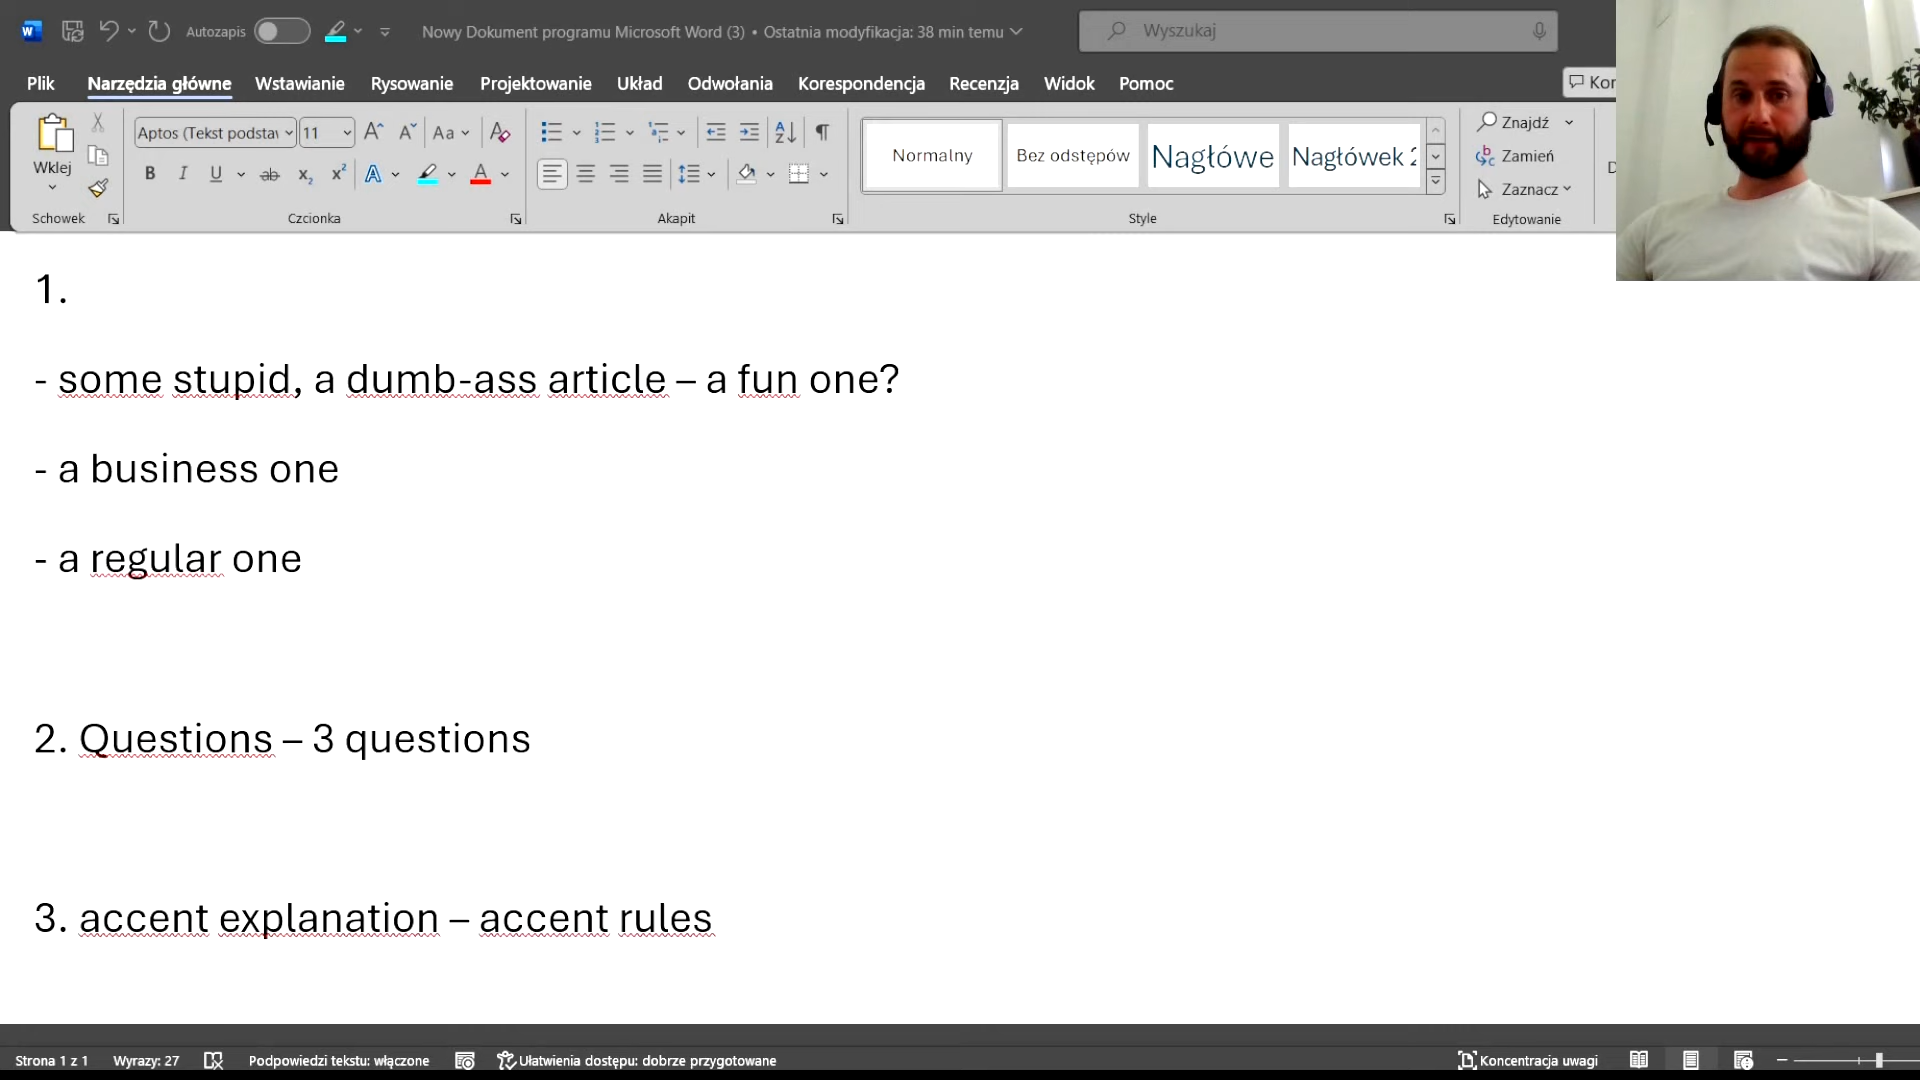 Autozapis
Nowy Dokument programu Microsoft Word (3) • Ostatnia modyfikacja: 38 min temu
Wyszukaj
Plik Narzędzia główne Wstawianie Rysowanie Projektowanie Układ Odwołania Korespondencja Recenzja Widok Pomoc
Wklej
Aptos (Tekst podstaw 11
Normalny Bez odstępów Nagłówe Nagłówek 2
Znajdź
Zamień
Zaznacz
Schowek Czcionka Akapit Style Edytowanie
1.
- some stupid, a dumb-ass article – a fun one?
- a business one
- a regular one
2. Questions – 3 questions
3. accent explanation – accent rules
Strona 1 z 1 Wyrazy: 27 Podpowiedzi tekstu: włączone Ułatwienia dostępu: dobrze przygotowane Koncentracja uwagi